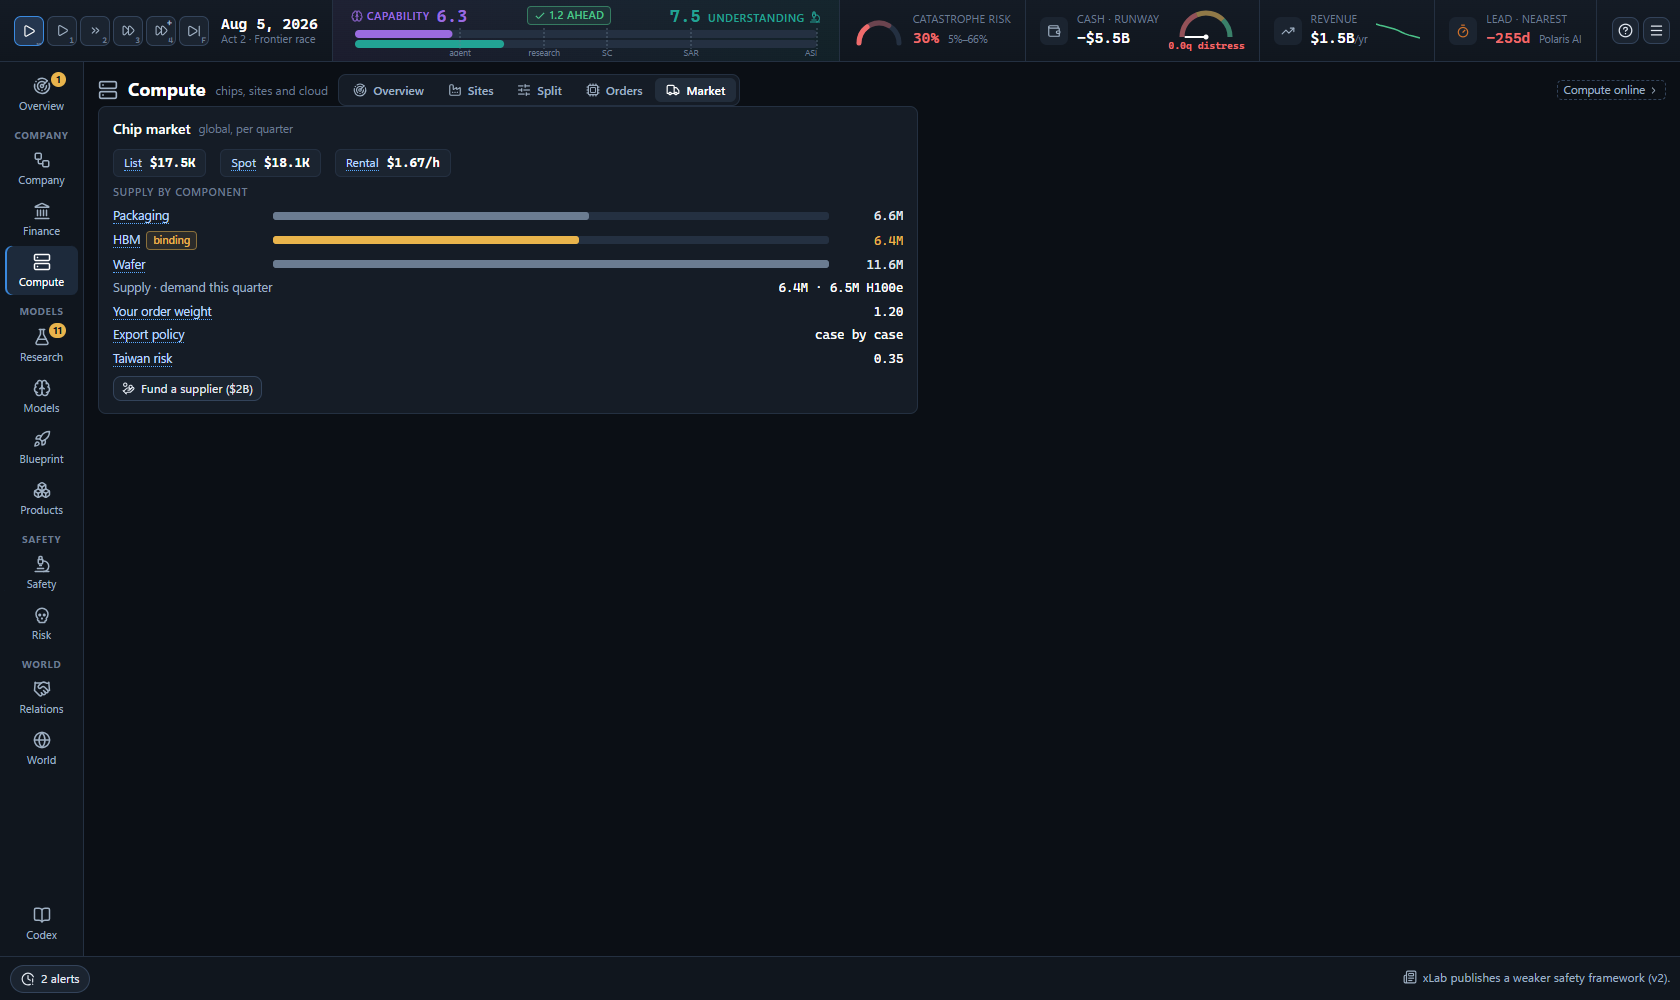 Aug 5, 2026
Act 2 · Frontier race
1
2
3
4
F
CAPABILITY 6.3
1.2 AHEAD
7.5 UNDERSTANDING
agent
research
SC
SAR
ASI
CATASTROPHE RISK
30% 5%–66%
CASH · RUNWAY
−$5.5B
0.0q distress
REVENUE
$1.5B/yr
LEAD · NEAREST
−255d Polaris AI
1
Overview
COMPANY
Company
Finance
Compute
MODELS
11
Research
Models
Blueprint
Products
SAFETY
Safety
Risk
WORLD
Relations
World
Codex
Compute chips, sites and cloud
Overview
Sites
Split
Orders
Market
Compute online ›
Chip market global, per quarter
List $17.5K
Spot $18.1K
Rental $1.67/h
SUPPLY BY COMPONENT
Packaging 6.6M
HBM binding 6.4M
Wafer 11.6M
Supply · demand this quarter 6.4M · 6.5M H100e
Your order weight 1.20
Export policy case by case
Taiwan risk 0.35
Fund a supplier ($2B)
2 alerts
xLab publishes a weaker safety framework (v2).